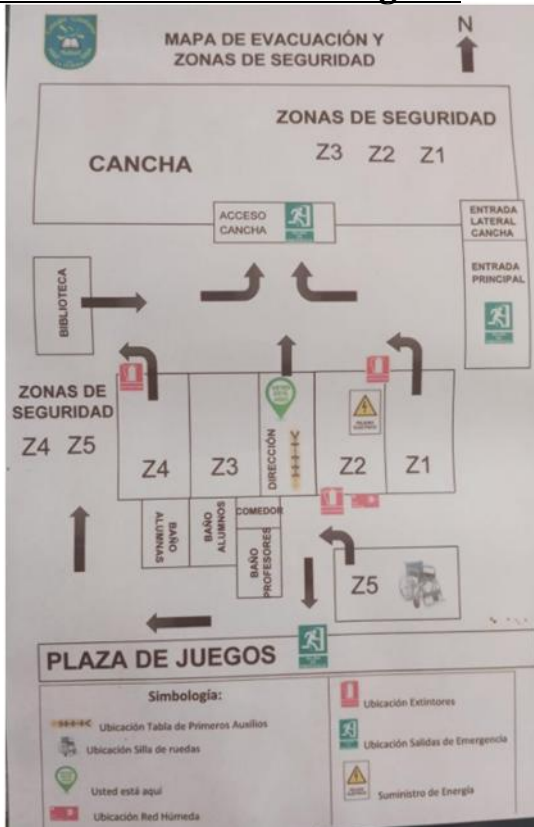 MAPA DE EVACUACIÓN Y
ZONAS DE SEGURIDAD
N
ZONAS DE SEGURIDAD
Z3 Z2 Z1
CANCHA
ACCESO
CANCHA
ENTRADA
LATERAL
CANCHA
ENTRADA
PRINCIPAL
BIBLIOTECA
ZONAS DE
SEGURIDAD
Z4 Z5
Z4
Z3
DIRECCIÓN
Z2
Z1
BAÑO
ALUMNAS
BAÑO
ALUMNOS
COMEDOR
BAÑO
PROFESORES
Z5
PLAZA DE JUEGOS
Simbología:
Ubicación Tabla de Primeros Auxilios
Ubicación Silla de ruedas
Usted está aquí
Ubicación Red Húmeda
Ubicación Extintores
Ubicación Salidas de Emergencia
Suministro de Energía